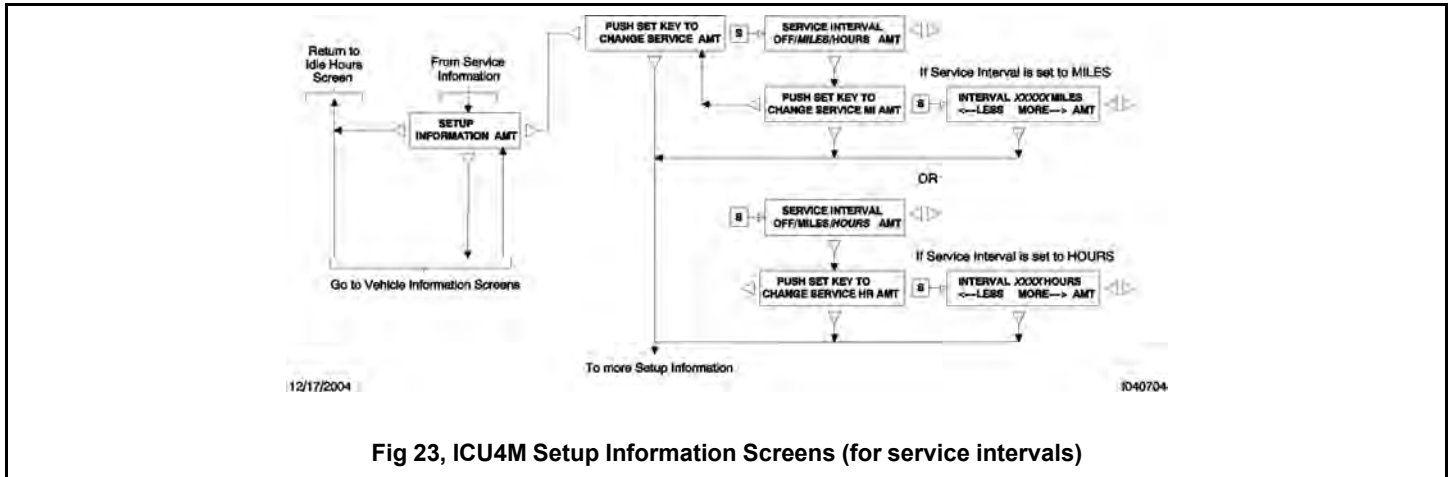 Return to
Idle Hours
Screen
From Service
Information
SETUP
INFORMATION AMT
PUSH SET KEY TO
CHANGE SERVICE AMT
S
SERVICE INTERVAL
OFF/MILES/HOURS AMT
If Service Interval is set to MILES
PUSH SET KEY TO
CHANGE SERVICE MI AMT
S
INTERVAL XXXXXMILES
<---LESS MORE---> AMT
OR
S
SERVICE INTERVAL
OFF/MILES/HOURS AMT
If Service Interval is set to HOURS
PUSH SET KEY TO
CHANGE SERVICE HR AMT
S
INTERVAL XXXXHOURS
<---LESS MORE---> AMT
Go to Vehicle Information Screens
To more Setup Information
12/17/2004
f040704
Fig 23, ICU4M Setup Information Screens (for service intervals)